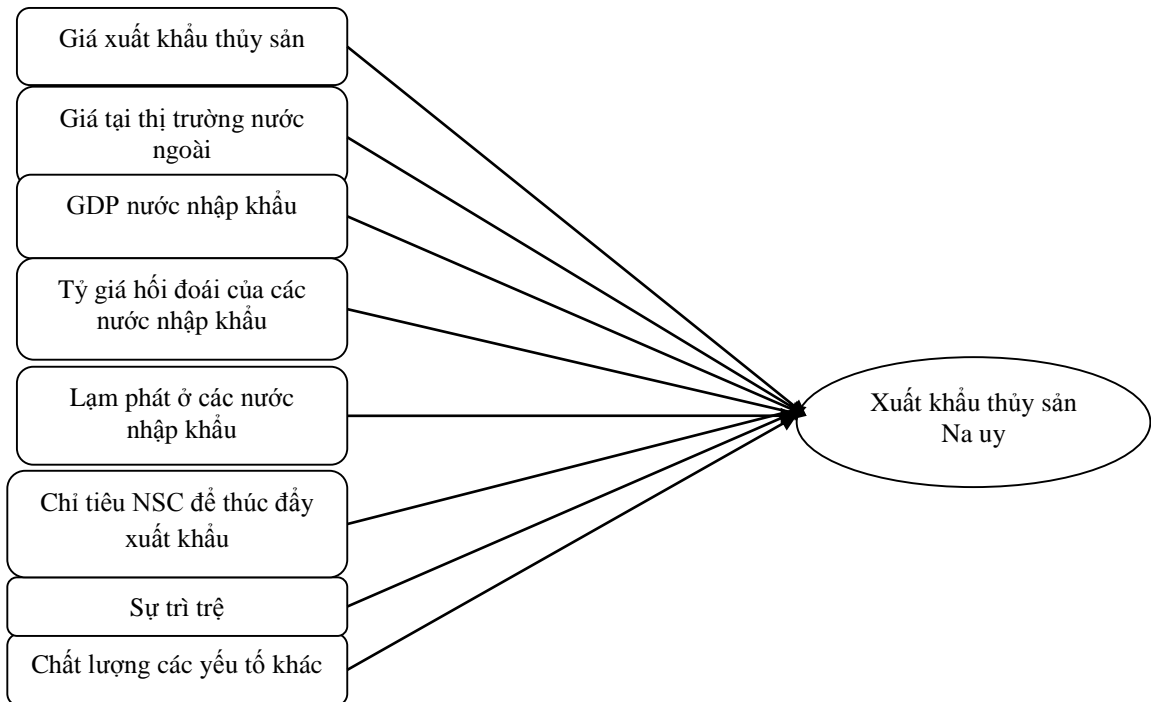 Giá xuất khẩu thủy sản
Giá tại thị trường nước
ngoài
GDP nước nhập khẩu
Tỷ giá hối đoái của các
nước nhập khẩu
Lạm phát ở các nước
nhập khẩu
Chỉ tiêu NSC để thúc đẩy
xuất khẩu
Sự trì trệ
Chất lượng các yếu tố khác
Xuất khẩu thủy sản
Na uy